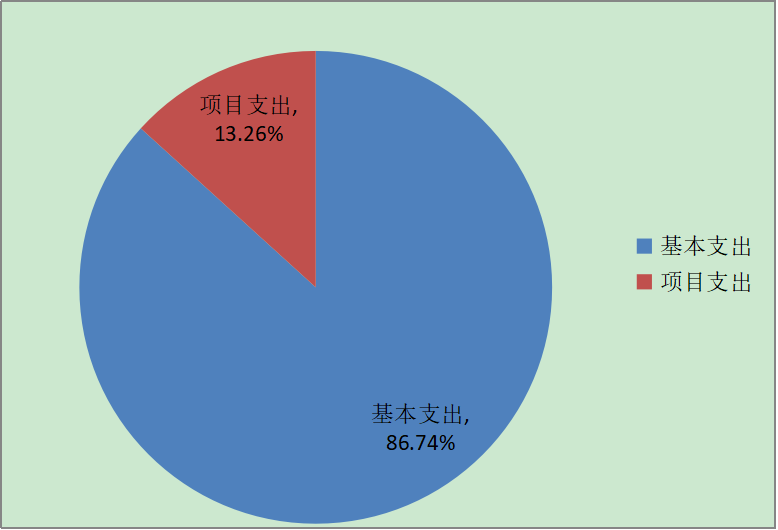 项目支出,
13.26%
基本支出
项目支出
基本支出,
86.74%